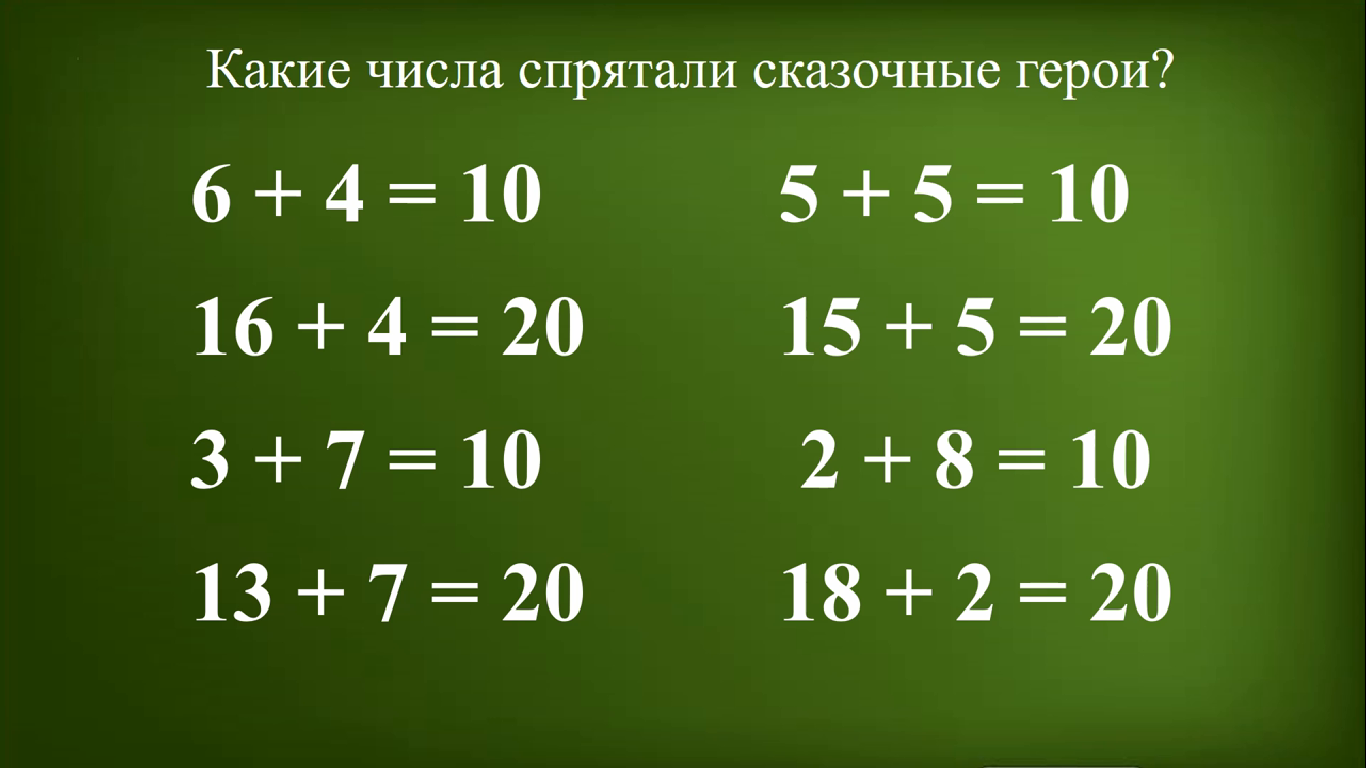 Какие числа спрятали сказочные герои?
6 + 4 = 10
5 + 5 = 10
16 + 4 = 20
15 + 5 = 20
3 + 7 = 10
2 + 8 = 10
13 + 7 = 20
18 + 2 = 20